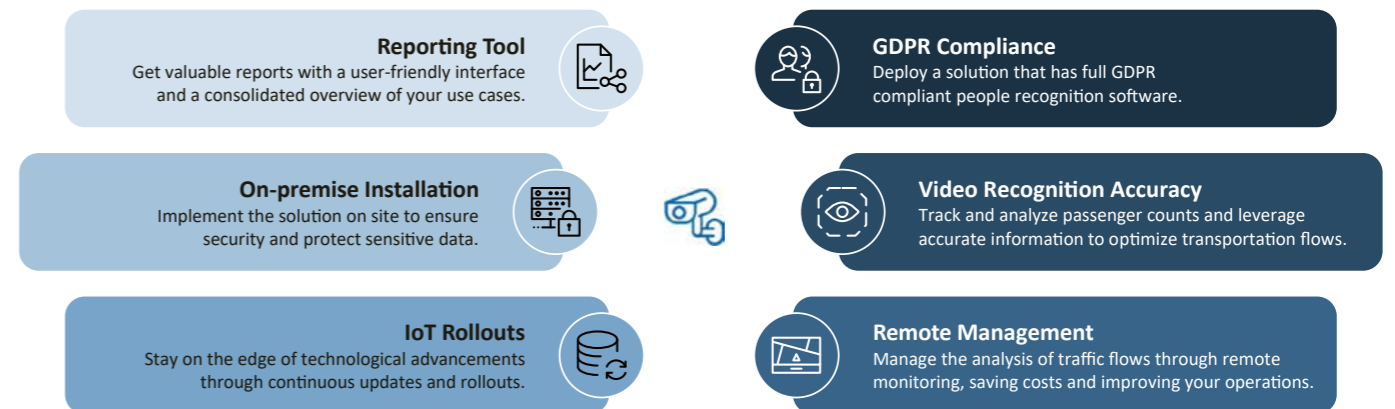 Reporting Tool
Get valuable reports with a user-friendly interface
and a consolidated overview of your use cases.
GDPR Compliance
Deploy a solution that has full GDPR
compliant people recognition software.
On-premise Installation
Implement the solution on site to ensure
security and protect sensitive data.
Video Recognition Accuracy
Track and analyze passenger counts and leverage
accurate information to optimize transportation flows.
IoT Rollouts
Stay on the edge of technological advancements
through continuous updates and rollouts.
Remote Management
Manage the analysis of traffic flows through remote
monitoring, saving costs and improving your operations.